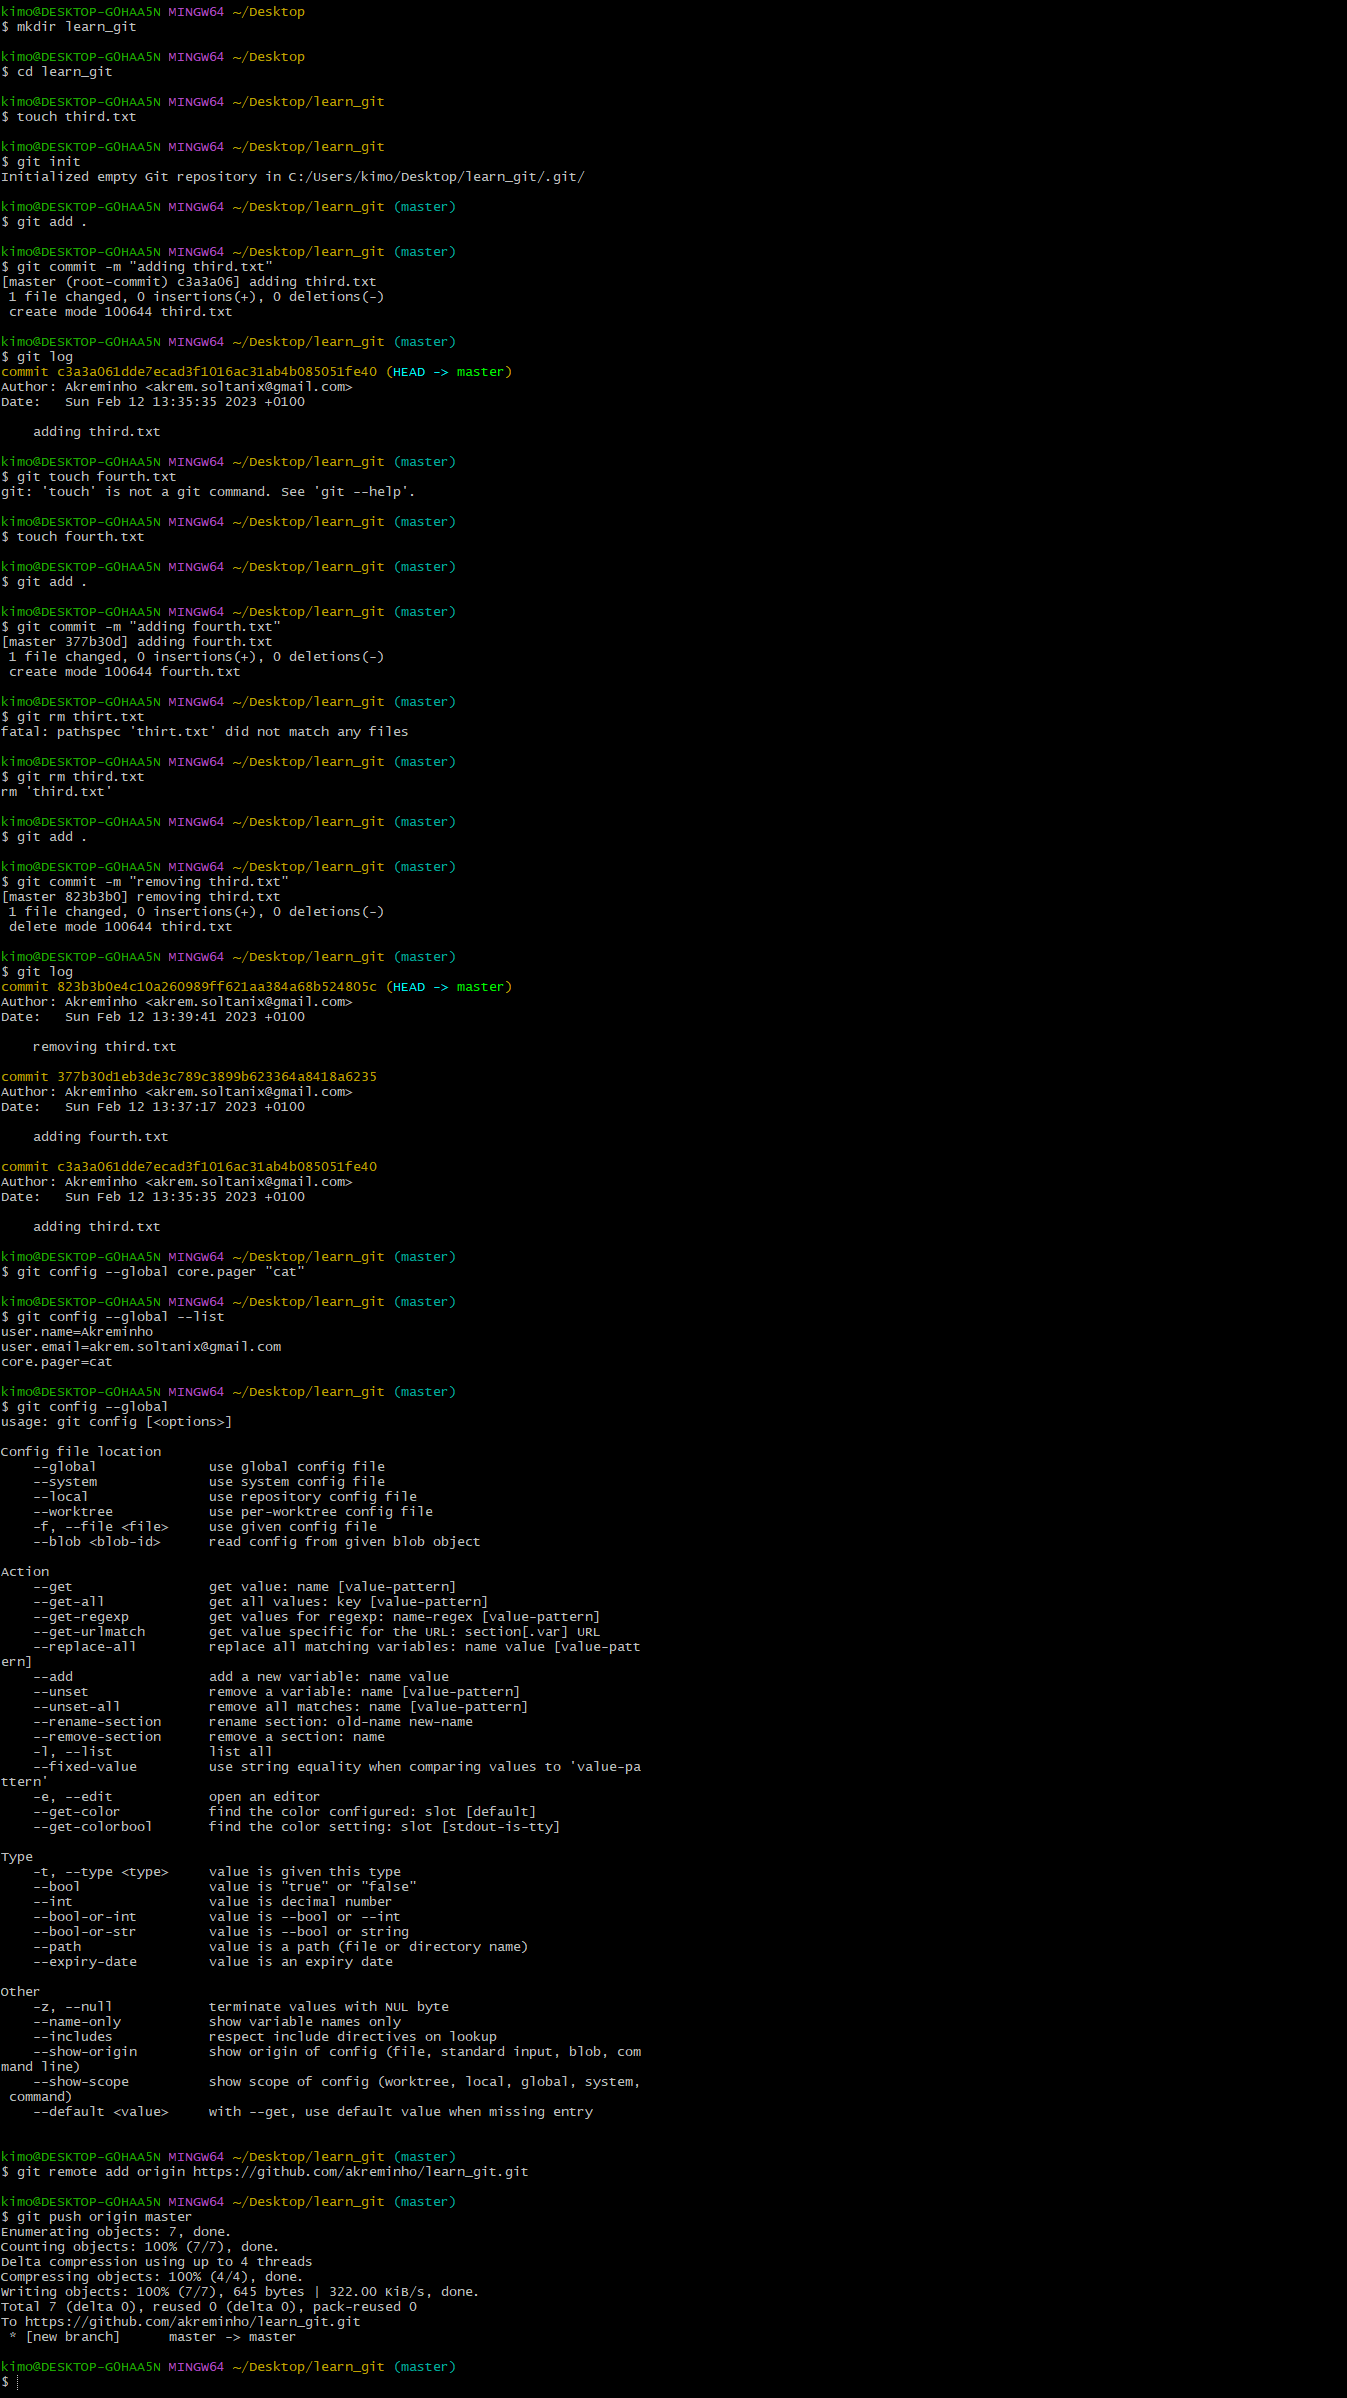 kimo@DESKTOP-G0HAA5N MINGW64 ~/Desktop
$ mkdir learn_git

kimo@DESKTOP-G0HAA5N MINGW64 ~/Desktop
$ cd learn_git

kimo@DESKTOP-G0HAA5N MINGW64 ~/Desktop/learn_git
$ touch third.txt

kimo@DESKTOP-G0HAA5N MINGW64 ~/Desktop/learn_git
$ git init
Initialized empty Git repository in C:/Users/kimo/Desktop/learn_git/.git/

kimo@DESKTOP-G0HAA5N MINGW64 ~/Desktop/learn_git (master)
$ git add .

kimo@DESKTOP-G0HAA5N MINGW64 ~/Desktop/learn_git (master)
$ git commit -m "adding third.txt"
[master (root-commit) c3a3a06] adding third.txt
 1 file changed, 0 insertions(+), 0 deletions(-)
 create mode 100644 third.txt

kimo@DESKTOP-G0HAA5N MINGW64 ~/Desktop/learn_git (master)
$ git log
commit c3a3a061dde7ecad3f1016ac31ab4b085051fe40 (HEAD -> master)
Author: Akreminho <akrem.soltanix@gmail.com>
Date:   Sun Feb 12 13:35:35 2023 +0100

    adding third.txt

kimo@DESKTOP-G0HAA5N MINGW64 ~/Desktop/learn_git (master)
$ git touch fourth.txt
git: 'touch' is not a git command. See 'git --help'.

kimo@DESKTOP-G0HAA5N MINGW64 ~/Desktop/learn_git (master)
$ touch fourth.txt

kimo@DESKTOP-G0HAA5N MINGW64 ~/Desktop/learn_git (master)
$ git add .

kimo@DESKTOP-G0HAA5N MINGW64 ~/Desktop/learn_git (master)
$ git commit -m "adding fourth.txt"
[master 377b30d] adding fourth.txt
 1 file changed, 0 insertions(+), 0 deletions(-)
 create mode 100644 fourth.txt

kimo@DESKTOP-G0HAA5N MINGW64 ~/Desktop/learn_git (master)
$ git rm thirt.txt
fatal: pathspec 'thirt.txt' did not match any files

kimo@DESKTOP-G0HAA5N MINGW64 ~/Desktop/learn_git (master)
$ git rm third.txt
rm 'third.txt'

kimo@DESKTOP-G0HAA5N MINGW64 ~/Desktop/learn_git (master)
$ git add .

kimo@DESKTOP-G0HAA5N MINGW64 ~/Desktop/learn_git (master)
$ git commit -m "removing third.txt"
[master 823b3b0] removing third.txt
 1 file changed, 0 insertions(+), 0 deletions(-)
 delete mode 100644 third.txt

kimo@DESKTOP-G0HAA5N MINGW64 ~/Desktop/learn_git (master)
$ git log
commit 823b3b0e4c10a260989ff621aa384a68b524805c (HEAD -> master)
Author: Akreminho <akrem.soltanix@gmail.com>
Date:   Sun Feb 12 13:39:41 2023 +0100

    removing third.txt

commit 377b30d1eb3de3c789c3899b623364a8418a6235
Author: Akreminho <akrem.soltanix@gmail.com>
Date:   Sun Feb 12 13:37:17 2023 +0100

    adding fourth.txt

commit c3a3a061dde7ecad3f1016ac31ab4b085051fe40
Author: Akreminho <akrem.soltanix@gmail.com>
Date:   Sun Feb 12 13:35:35 2023 +0100

    adding third.txt

kimo@DESKTOP-G0HAA5N MINGW64 ~/Desktop/learn_git (master)
$ git config --global core.pager "cat"

kimo@DESKTOP-G0HAA5N MINGW64 ~/Desktop/learn_git (master)
$ git config --global --list
user.name=Akreminho
user.email=akrem.soltanix@gmail.com
core.pager=cat

kimo@DESKTOP-G0HAA5N MINGW64 ~/Desktop/learn_git (master)
$ git config --global
usage: git config [<options>]

Config file location
    --global              use global config file
    --system              use system config file
    --local               use repository config file
    --worktree            use per-worktree config file
    -f, --file <file>     use given config file
    --blob <blob-id>      read config from given blob object

Action
    --get                 get value: name [value-pattern]
    --get-all             get all values: key [value-pattern]
    --get-regexp          get values for regexp: name-regex [value-pattern]
    --get-urlmatch        get value specific for the URL: section[.var] URL
    --replace-all         replace all matching variables: name value [value-patt
ern]
    --add                 add a new variable: name value
    --unset               remove a variable: name [value-pattern]
    --unset-all           remove all matches: name [value-pattern]
    --rename-section      rename section: old-name new-name
    --remove-section      remove a section: name
    -l, --list            list all
    --fixed-value         use string equality when comparing values to 'value-pa
ttern'
    -e, --edit            open an editor
    --get-color           find the color configured: slot [default]
    --get-colorbool       find the color setting: slot [stdout-is-tty]

Type
    -t, --type <type>     value is given this type
    --bool                value is "true" or "false"
    --int                 value is decimal number
    --bool-or-int         value is --bool or --int
    --bool-or-str         value is --bool or string
    --path                value is a path (file or directory name)
    --expiry-date         value is an expiry date

Other
    -z, --null            terminate values with NUL byte
    --name-only           show variable names only
    --includes            respect include directives on lookup
    --show-origin         show origin of config (file, standard input, blob, com
mand line)
    --show-scope          show scope of config (worktree, local, global, system,
 command)
    --default <value>     with --get, use default value when missing entry

kimo@DESKTOP-G0HAA5N MINGW64 ~/Desktop/learn_git (master)
$ git remote add origin https://github.com/akreminho/learn_git.git

kimo@DESKTOP-G0HAA5N MINGW64 ~/Desktop/learn_git (master)
$ git push origin master
Enumerating objects: 7, done.
Counting objects: 100% (7/7), done.
Delta compression using up to 4 threads
Compressing objects: 100% (4/4), done.
Writing objects: 100% (7/7), 645 bytes | 322.00 KiB/s, done.
Total 7 (delta 0), reused 0 (delta 0), pack-reused 0
To https://github.com/akreminho/learn_git.git
 * [new branch]      master -> master

kimo@DESKTOP-G0HAA5N MINGW64 ~/Desktop/learn_git (master)
$